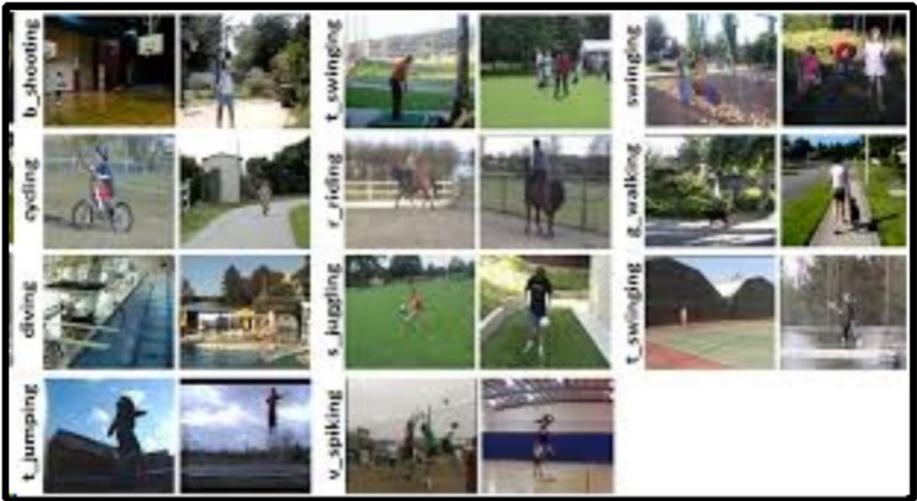 b_shooting
t_swinging
swinging
cycling
r_riding
g_walking
diving
s_juggling
t_swinging
t_jumping
v_spiking